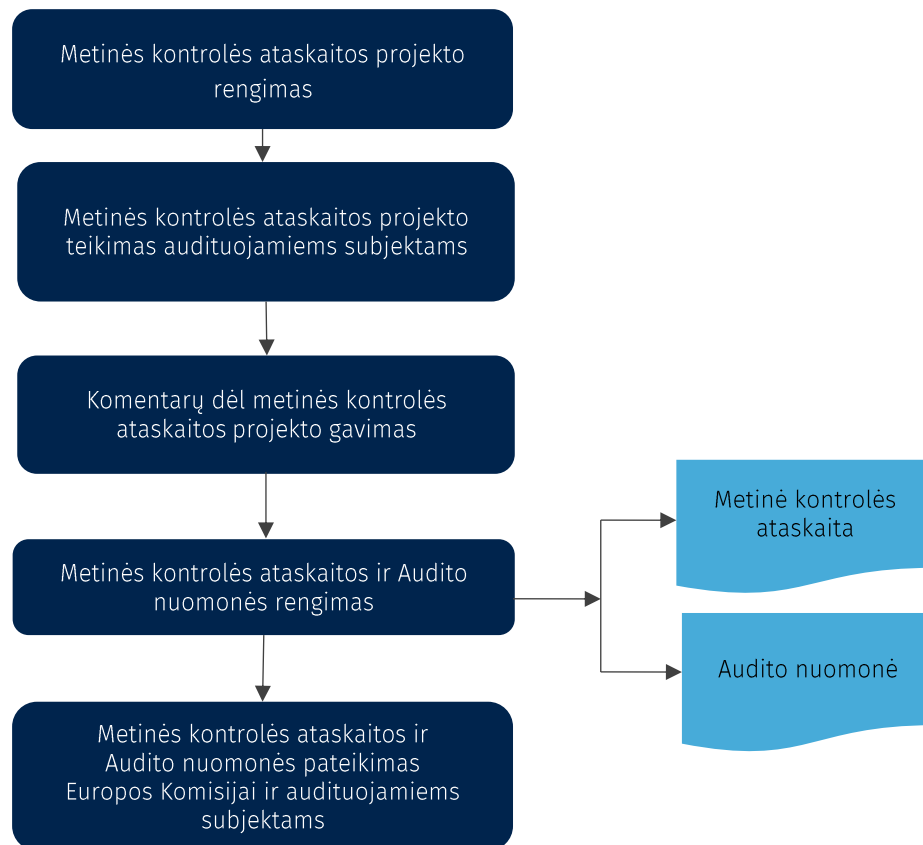 Metinės kontrolės ataskaitos projekto
rengimas
Metinės kontrolės ataskaitos projekto
teikimas audituojamiems subjektams
Komentarų dėl metinės kontrolės
ataskaitos projekto gavimas
Metinės kontrolės ataskaitos ir Audito
nuomonės rengimas
Metinė kontrolės
ataskaita
Audito nuomonė
Metinės kontrolės ataskaitos ir
Audito nuomonės pateikimas
Europos Komisijai ir audituojamiems
subjektams